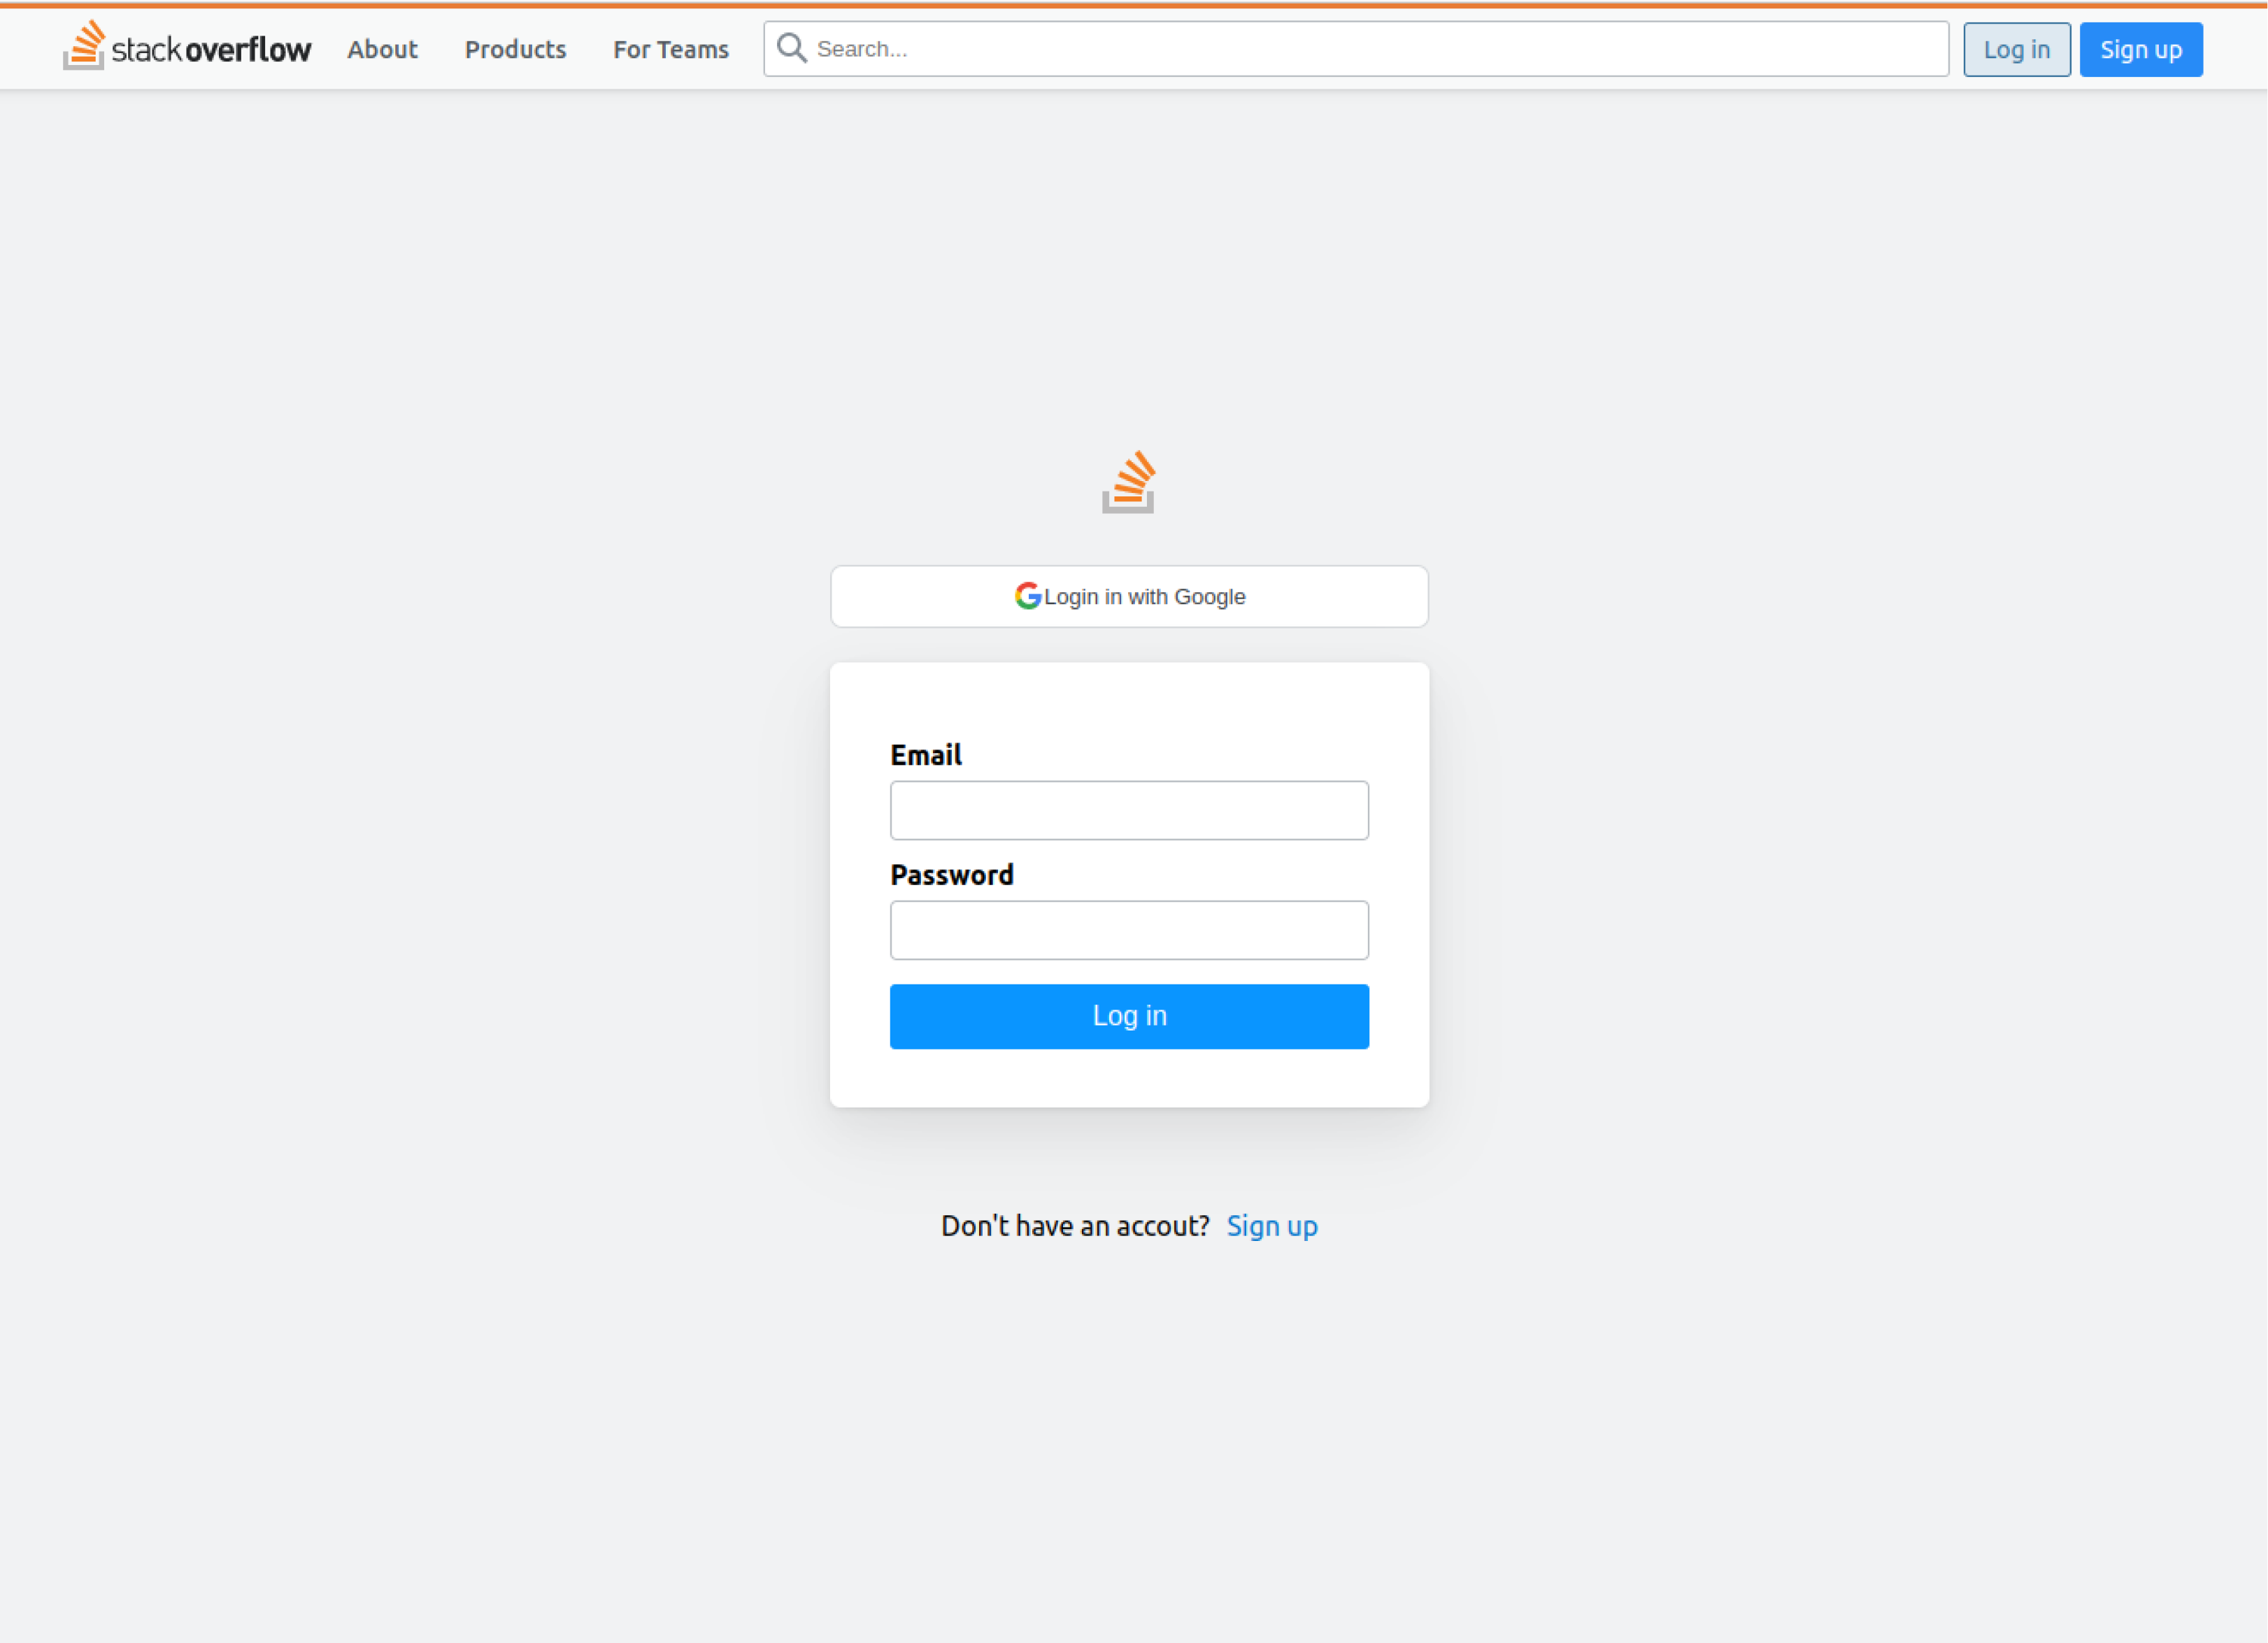 stackoverflow About Products For Teams Search... Log in Sign up
Login in with Google
Email
Password
Log in
Don't have an accout? Sign up